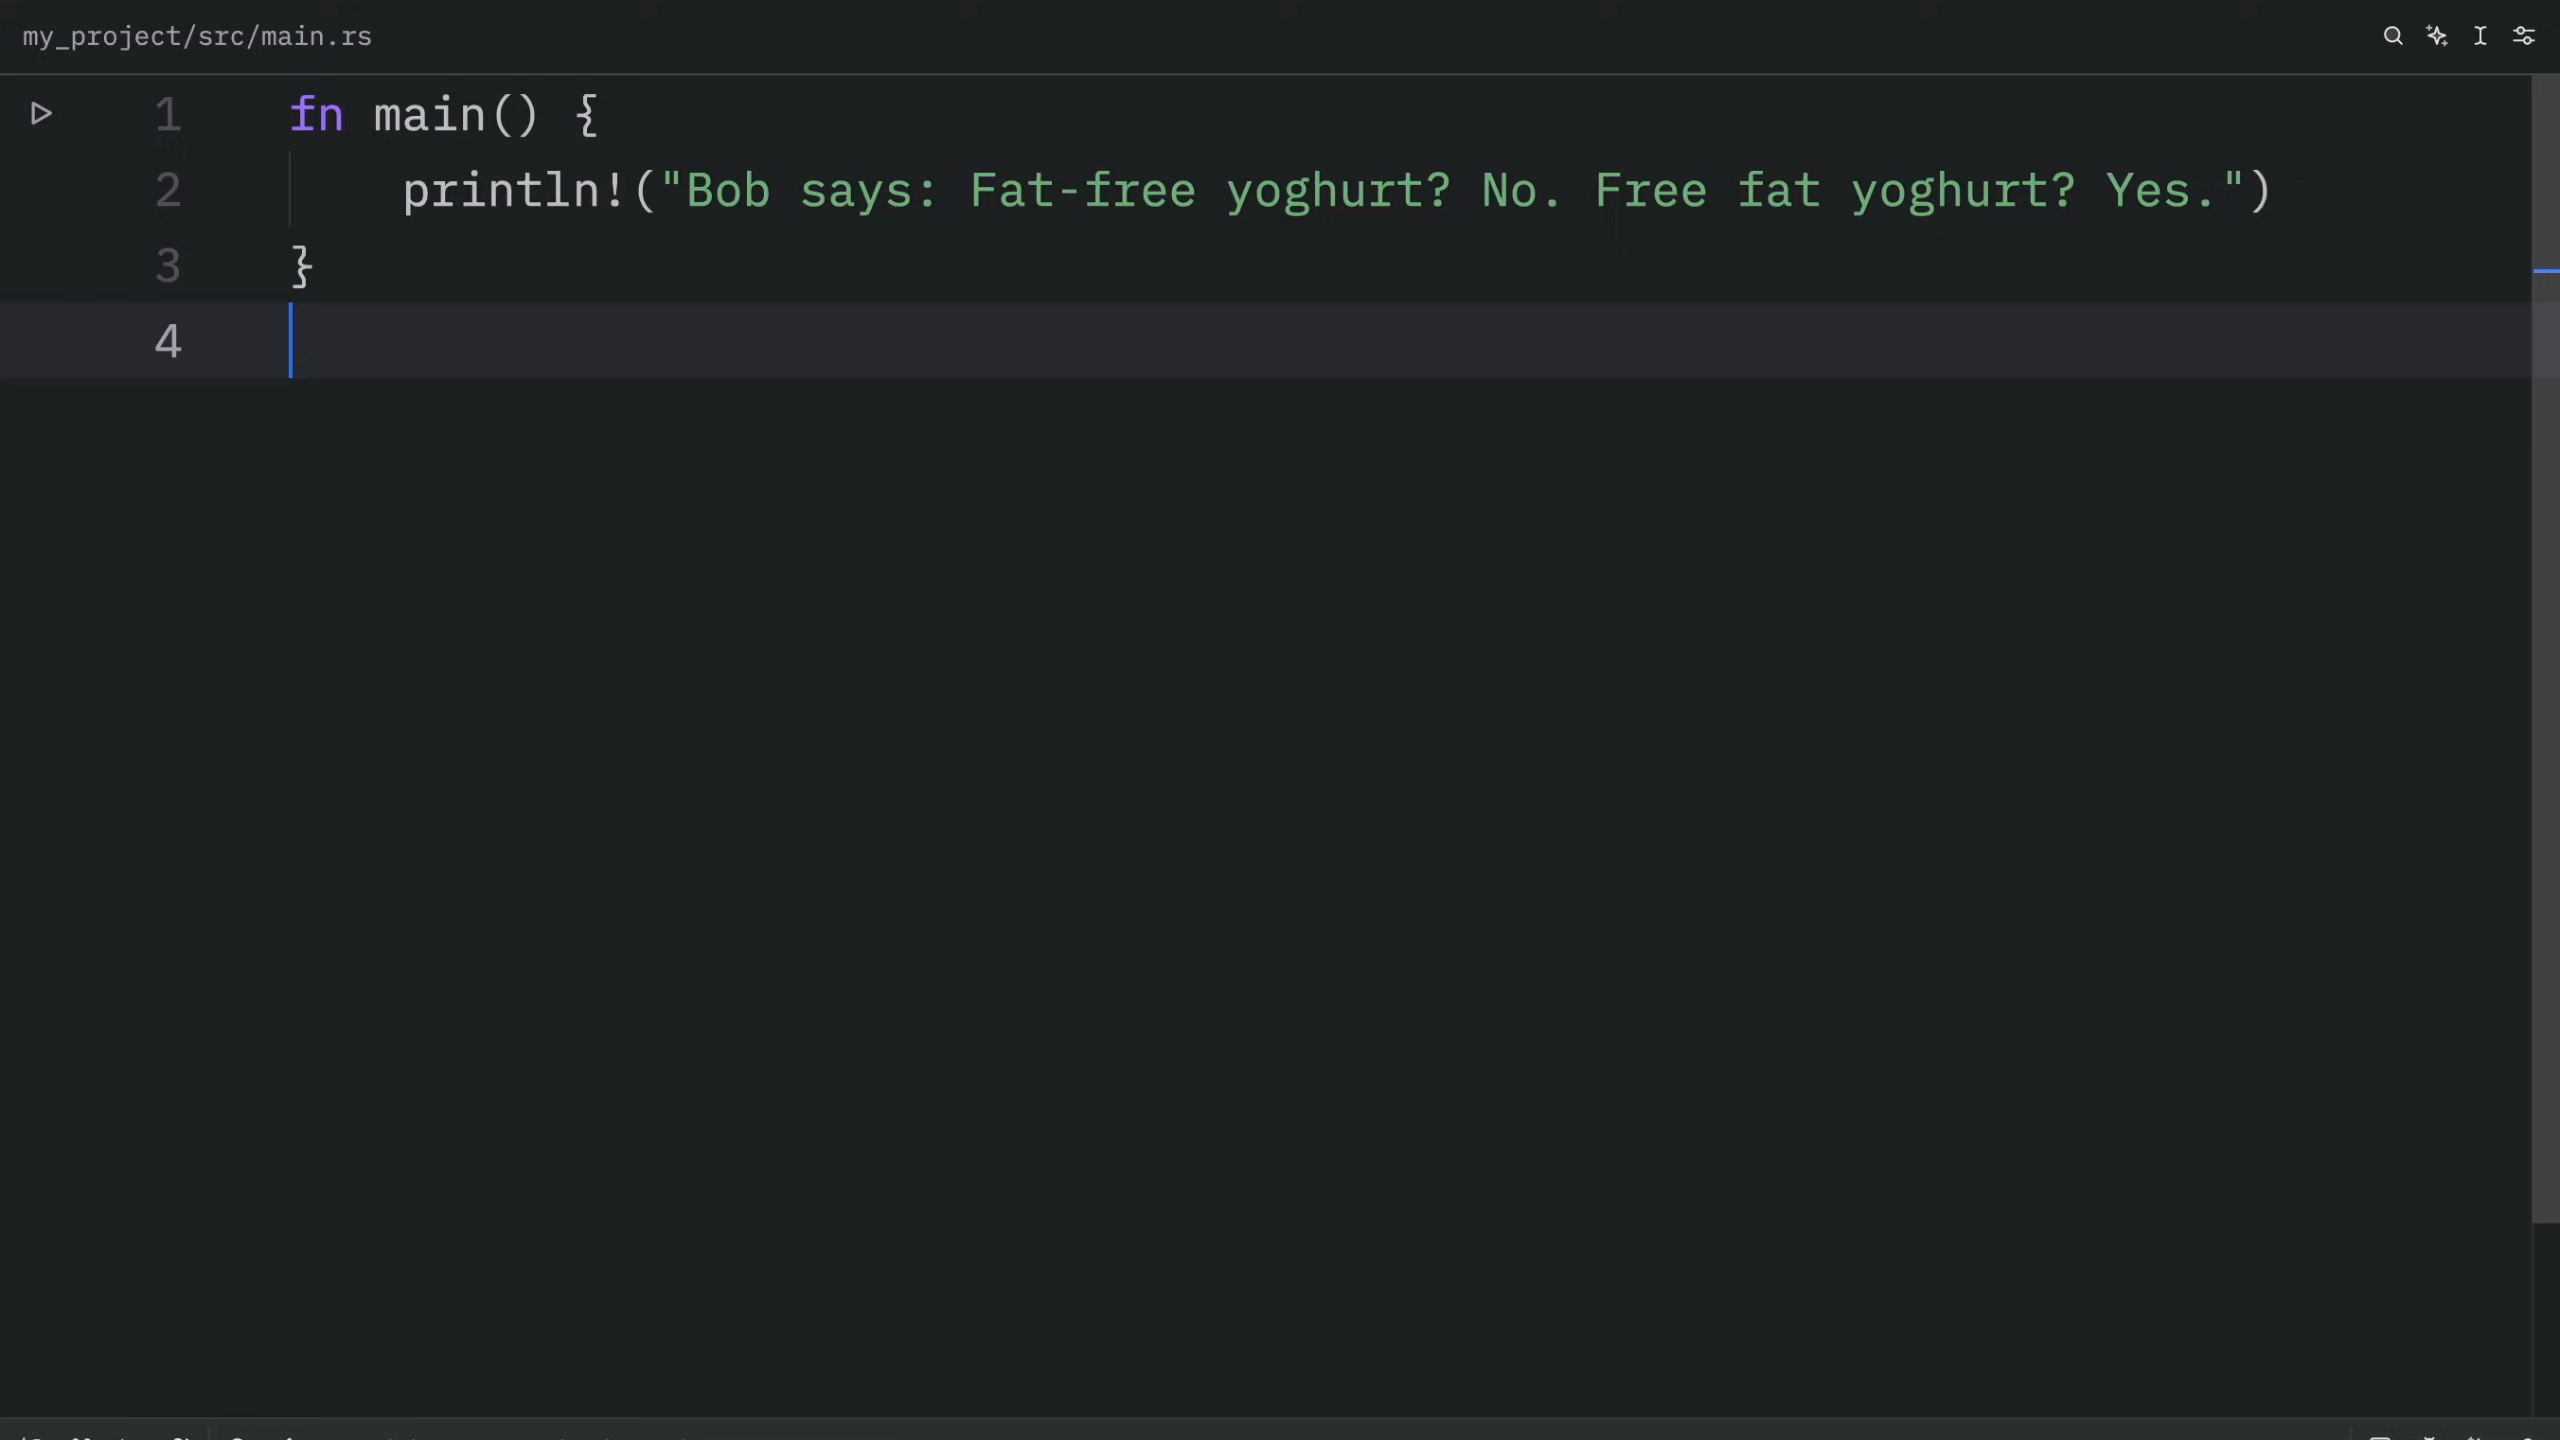 my_project/src/main.rs
1 fn main() {
2 println!("Bob says: Fat-free yoghurt? No. Free fat yoghurt? Yes.")
3 }
4